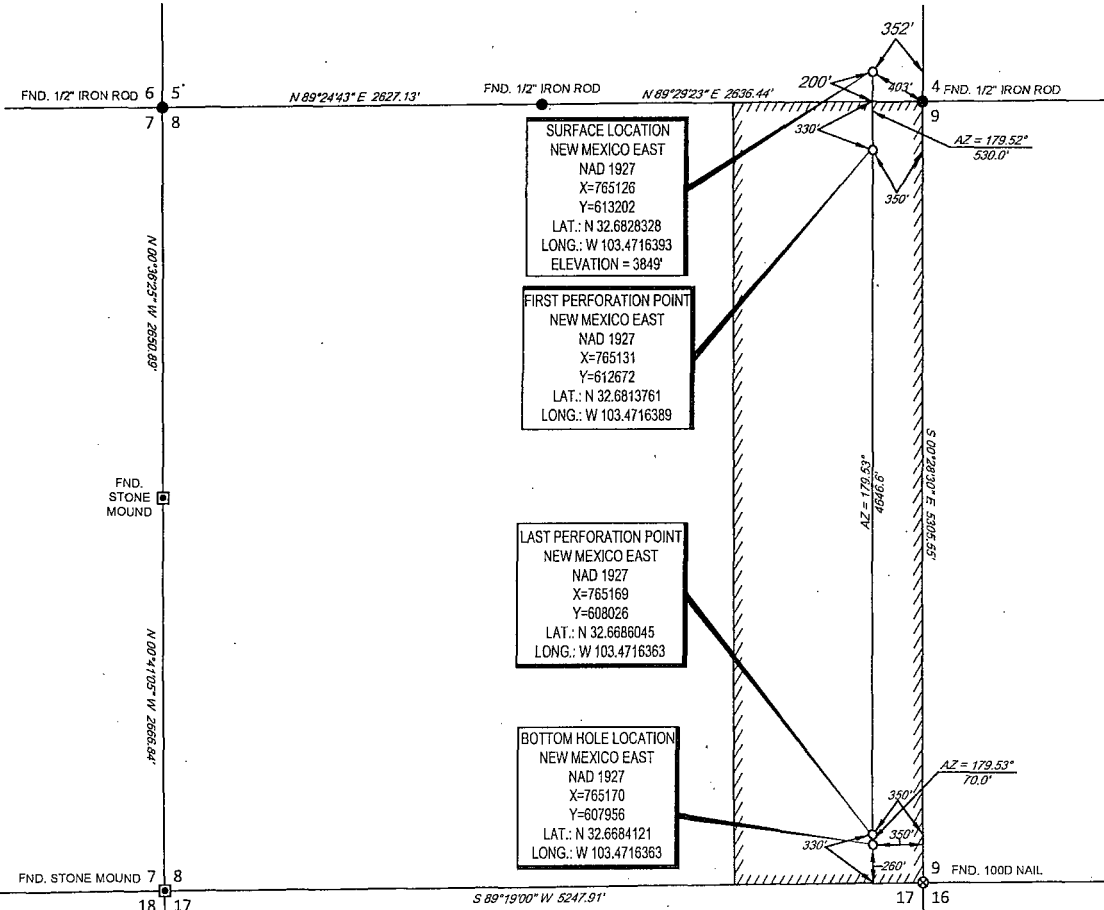 352'
FND. 1/2" IRON ROD 6 5
7 8
N 89°24'43" E 2627.13'
FND. 1/2" IRON ROD
N 89°29'23" E 2636.44'
200'
403'
4 FND. 1/2" IRON ROD
9
330'
AZ = 179.52°
530.0'
350'
SURFACE LOCATION
NEW MEXICO EAST
NAD 1927
X=765126
Y=613202
LAT.: N 32.6828328
LONG.: W 103.4716393
ELEVATION = 3849'
FIRST PERFORATION POINT
NEW MEXICO EAST
NAD 1927
X=765131
Y=612672
LAT.: N 32.6813761
LONG.: W 103.4716389
N 00°36'25" W 2650.89'
FND.
STONE
MOUND
AZ = 179.53°
4646.6'
S 00°28'30" E 5305.55'
LAST PERFORATION POINT
NEW MEXICO EAST
NAD 1927
X=765169
Y=608026
LAT.: N 32.6686045
LONG.: W 103.4716363
N 00°41'05" W 2666.84'
BOTTOM HOLE LOCATION
NEW MEXICO EAST
NAD 1927
X=765170
Y=607956
LAT.: N 32.6684121
LONG.: W 103.4716363
AZ = 179.53°
70.0'
350'
350'
330'
260'
FND. STONE MOUND 7 8
18 17
S 89°19'00" W 5247.91'
9 FND. 100D NAIL
17 16